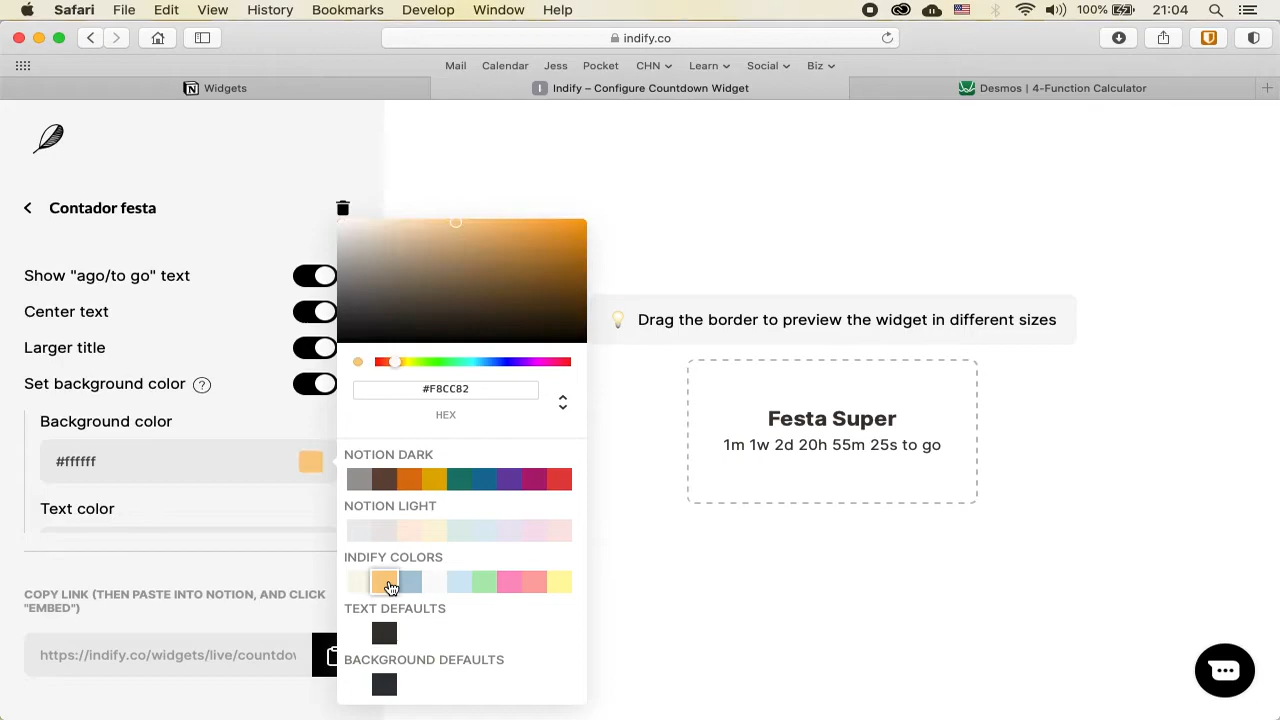 Safari File Edit View History Bookmarks Develop Window Help 100% 21:04
indify.co
Mail Calendar Jess Pocket CHN Learn Social Biz
Widgets I Indify – Configure Countdown Widget Desmos | 4-Function Calculator
Contador festa
Show "ago/to go" text
Center text
Larger title
Set background color ?
Background color
#ffffff
Text color
COPY LINK (THEN PASTE INTO NOTION, AND CLICK
"EMBED")
https://indify.co/widgets/live/countdov
#F8CC82
HEX
NOTION DARK
NOTION LIGHT
INDIFY COLORS
TEXT DEFAULTS
BACKGROUND DEFAULTS
Drag the border to preview the widget in different sizes
Festa Super
1m 1w 2d 20h 55m 25s to go